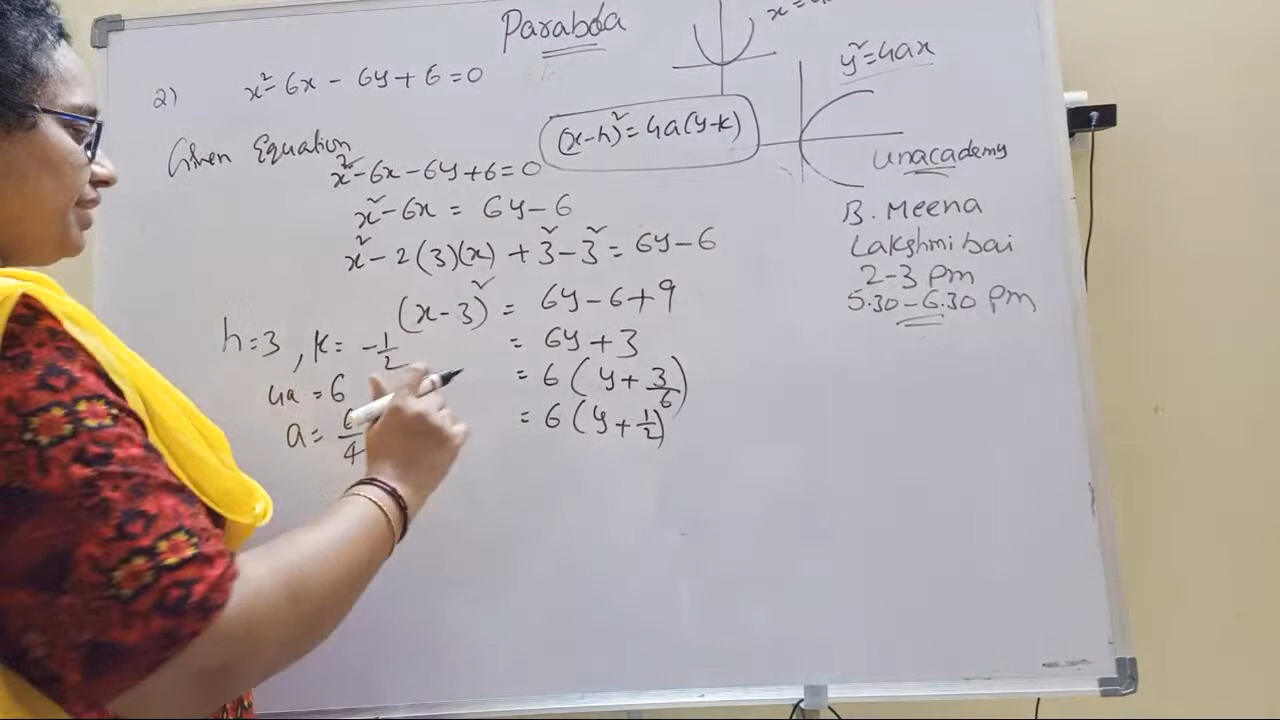 Parabola
x = 
y² = 4ax
2) x² - 6x - 6y + 6 = 0
(x-h)² = 4a(y-k)
Given Equation
x² - 6x - 6y + 6 = 0
x² - 6x = 6y - 6
x² - 2(3)(x) + 3² - 3² = 6y - 6
(x - 3)² = 6y - 6 + 9
= 6y + 3
= 6(y + 3/6)
= 6(y + 1/2)
h = 3, k = -1/2
4a = 6
a = 6/4
unacademy
B. Meena
Lakshmi bai
2-3 pm
5.30-6.30 pm